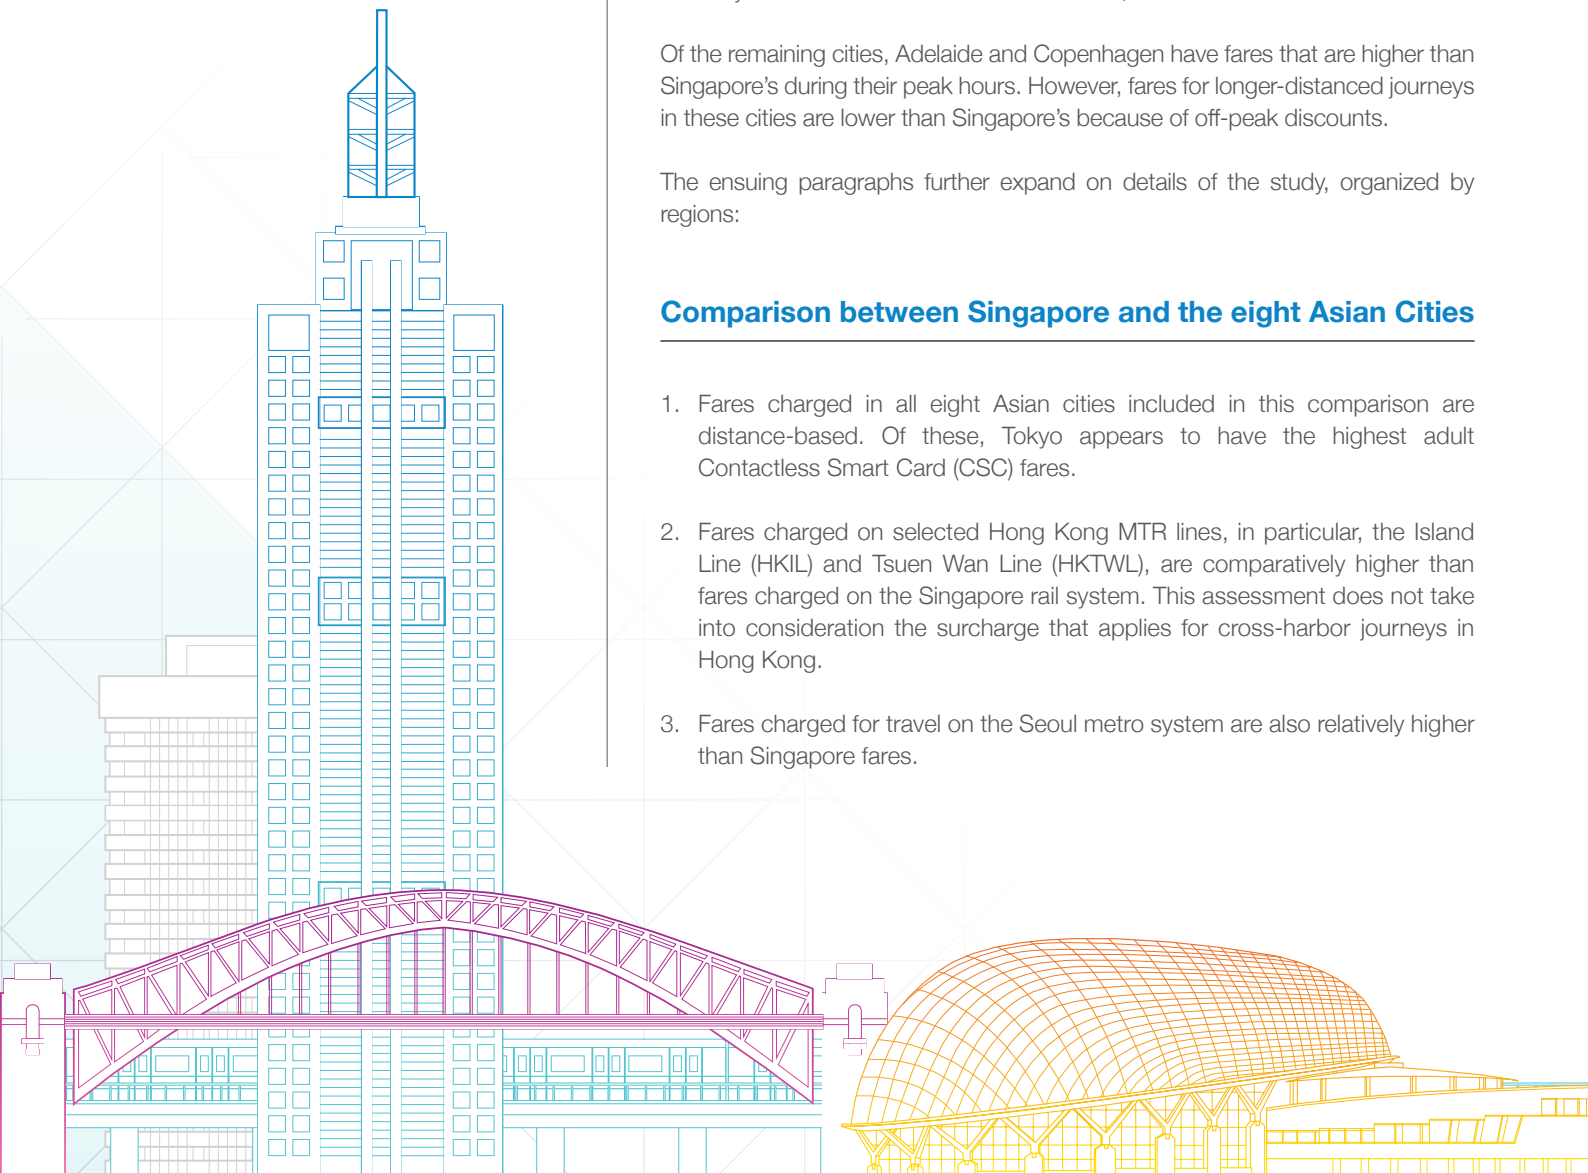 Of the remaining cities, Adelaide and Copenhagen have fares that are higher than
Singapore’s during their peak hours. However, fares for longer-distanced journeys
in these cities are lower than Singapore’s because of off-peak discounts.
The ensuing paragraphs further expand on details of the study, organized by
regions:
Comparison between Singapore and the eight Asian Cities
1. Fares charged in all eight Asian cities included in this comparison are
distance-based. Of these, Tokyo appears to have the highest adult
Contactless Smart Card (CSC) fares.
2. Fares charged on selected Hong Kong MTR lines, in particular, the Island
Line (HKIL) and Tsuen Wan Line (HKTWL), are comparatively higher than
fares charged on the Singapore rail system. This assessment does not take
into consideration the surcharge that applies for cross-harbor journeys in
Hong Kong.
3. Fares charged for travel on the Seoul metro system are also relatively higher
than Singapore fares.